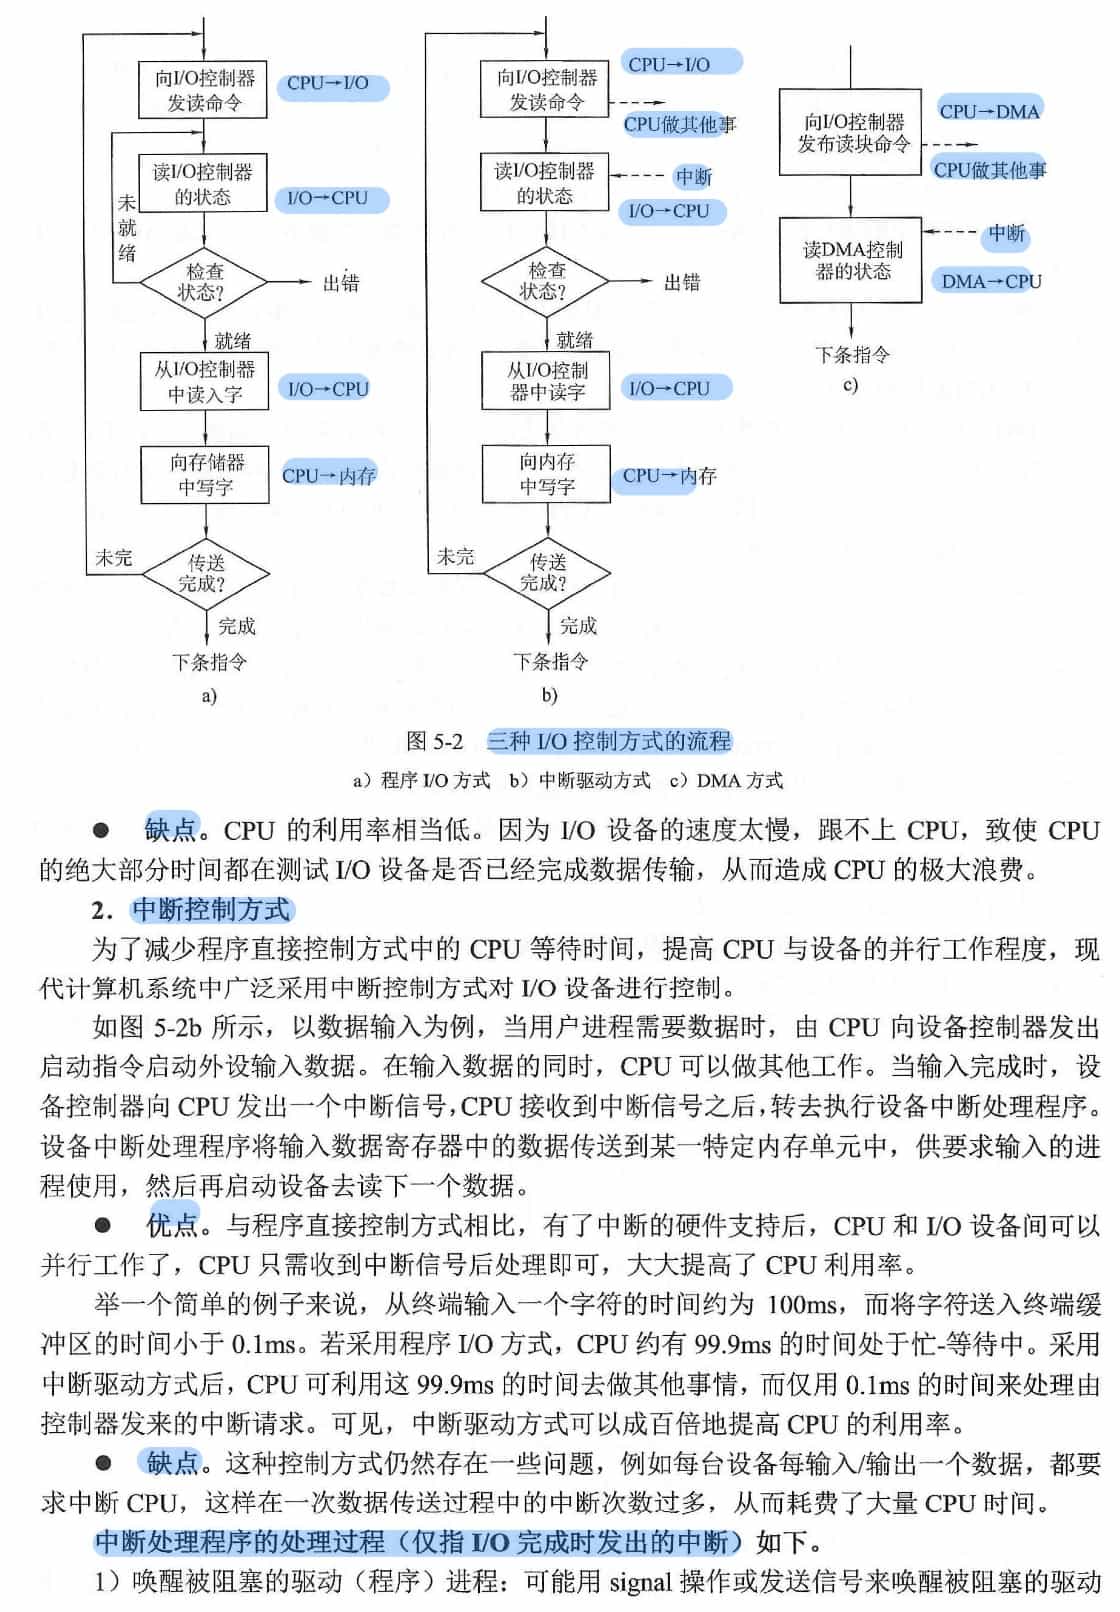 向I/O控制器
发读命令
CPU→I/O
读I/O控制器
的状态
I/O→CPU
未
就
绪
检查
状态?
出错
就绪
从I/O控制器
中读入字
I/O→CPU
向存储器
中写字
CPU→内存
未完
传送
完成?
完成
下条指令
a)
向I/O控制器
发读命令
CPU→I/O
CPU做其他事
读I/O控制器
的状态
中断
I/O→CPU
检查
状态?
出错
就绪
从I/O控制
器中读字
I/O→CPU
向内存
中写字
CPU→内存
未完
传送
完成?
完成
下条指令
b)
向I/O控制器
发布读块命令
CPU→DMA
CPU做其他事
读DMA控制
器的状态
中断
DMA→CPU
下条指令
c)
图 5-2 三种 I/O 控制方式的流程
a）程序 I/O 方式 b）中断驱动方式 c）DMA 方式
● 缺点。CPU 的利用率相当低。因为 I/O 设备的速度太慢，跟不上 CPU，致使 CPU
的绝大部分时间都在测试 I/O 设备是否已经完成数据传输，从而造成 CPU 的极大浪费。
2．中断控制方式
为了减少程序直接控制方式中的 CPU 等待时间，提高 CPU 与设备的并行工作程度，现
代计算机系统中广泛采用中断控制方式对 I/O 设备进行控制。
如图 5-2b 所示，以数据输入为例，当用户进程需要数据时，由 CPU 向设备控制器发出
启动指令启动外设输入数据。在输入数据的同时，CPU 可以做其他工作。当输入完成时，设
备控制器向 CPU 发出一个中断信号，CPU 接收到中断信号之后，转去执行设备中断处理程序。
设备中断处理程序将输入数据寄存器中的数据传送到某一特定内存单元中，供要求输入的进
程使用，然后再启动设备去读下一个数据。
● 优点。与程序直接控制方式相比，有了中断的硬件支持后，CPU 和 I/O 设备间可以
并行工作了，CPU 只需收到中断信号后处理即可，大大提高了 CPU 利用率。
举一个简单的例子来说，从终端输入一个字符的时间约为 100ms，而将字符送入终端缓
冲区的时间小于 0.1ms。若采用程序 I/O 方式，CPU 约有 99.9ms 的时间处于忙-等待中。采用
中断驱动方式后，CPU 可利用这 99.9ms 的时间去做其他事情，而仅用 0.1ms 的时间来处理由
控制器发来的中断请求。可见，中断驱动方式可以成百倍地提高 CPU 的利用率。
● 缺点。这种控制方式仍然存在一些问题，例如每台设备每输入/输出一个数据，都要
求中断 CPU，这样在一次数据传送过程中的中断次数过多，从而耗费了大量 CPU 时间。
中断处理程序的处理过程（仅指 I/O 完成时发出的中断）如下。
1）唤醒被阻塞的驱动（程序）进程：可能用 signal 操作或发送信号来唤醒被阻塞的驱动